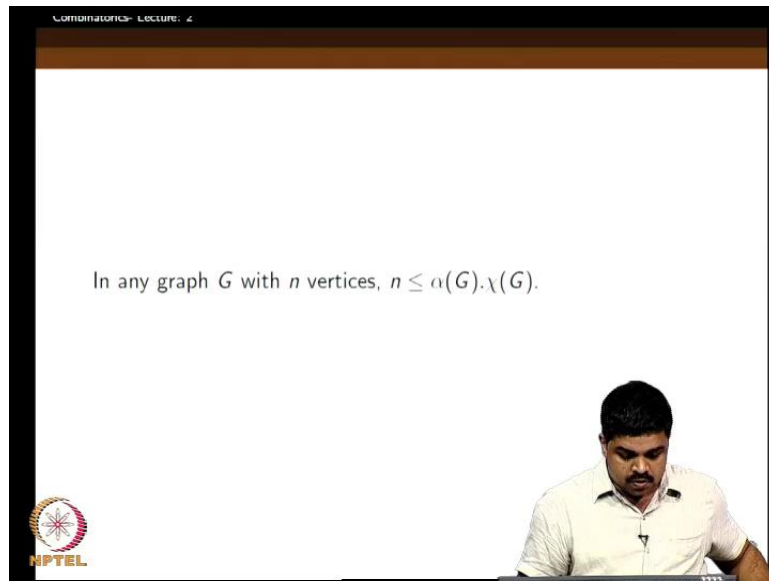 Combinatorics- Lecture: 2
In any graph G with n vertices, n ≤ α(G).χ(G).
NPTEL